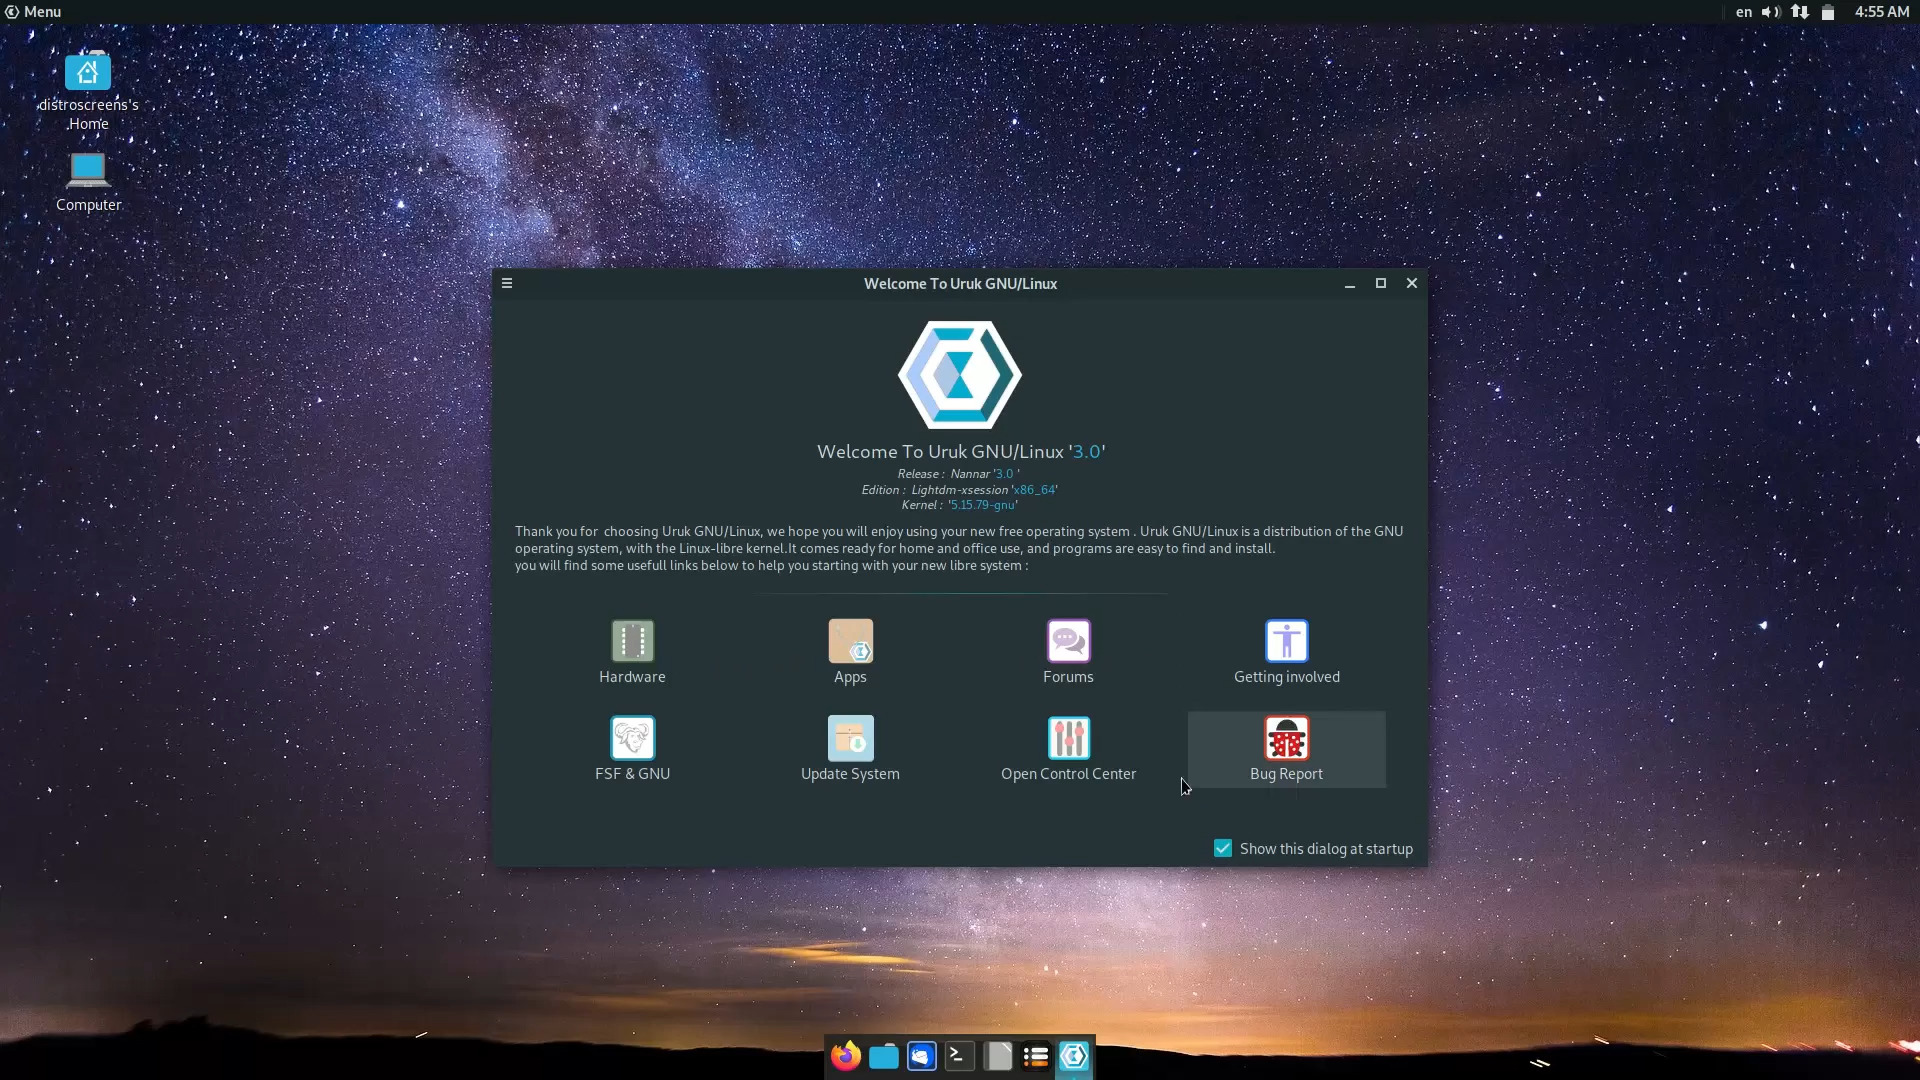 Menu
en
4:55 AM
distroscreens's
Home
Computer
Welcome To Uruk GNU/Linux
Welcome To Uruk GNU/Linux '3.0'
Release : Nannar '3.0 '
Edition : Lightdm-xsession 'x86_64'
Kernel : '5.15.79-gnu'
Thank you for choosing Uruk GNU/Linux, we hope you will enjoy using your new free operating system . Uruk GNU/Linux is a distribution of the GNU
operating system, with the Linux-libre kernel.It comes ready for home and office use, and programs are easy to find and install.
you will find some usefull links below to help you starting with your new libre system :
Hardware
Apps
Forums
Getting involved
FSF & GNU
Update System
Open Control Center
Bug Report
Show this dialog at startup